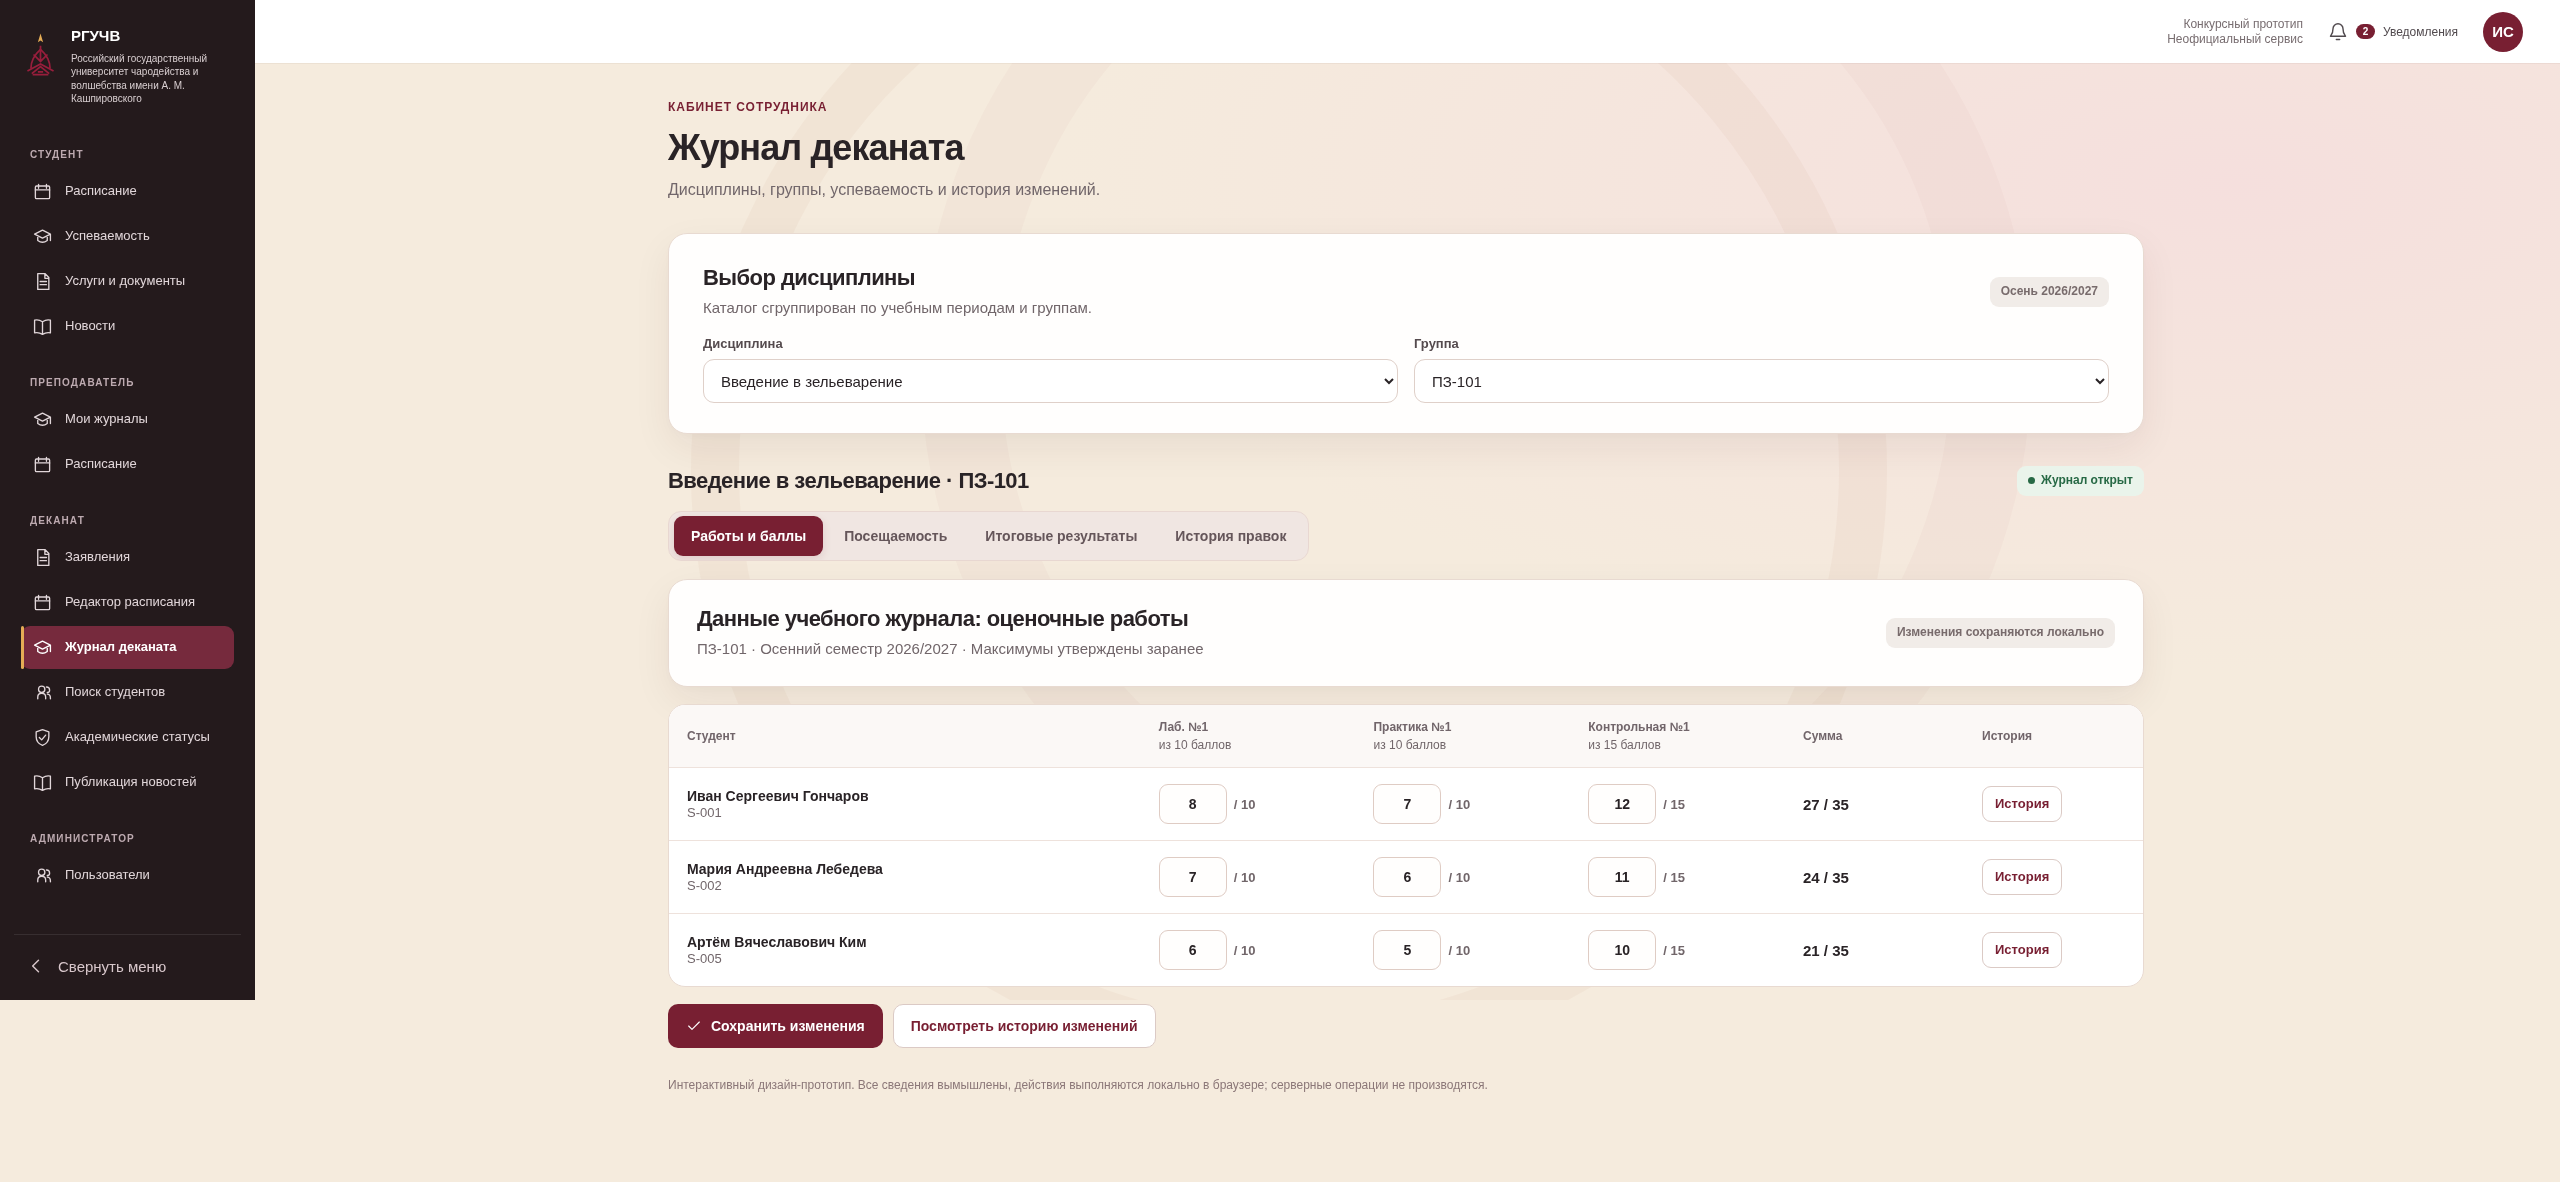 РГУЧВ
Российский государственный
университет чародейства и
волшебства имени А. М.
Кашпировского
СТУДЕНТ
Расписание
Успеваемость
Услуги и документы
Новости
ПРЕПОДАВАТЕЛЬ
Мои журналы
Расписание
ДЕКАНАТ
Заявления
Редактор расписания
Журнал деканата
Поиск студентов
Академические статусы
Публикация новостей
АДМИНИСТРАТОР
Пользователи
Свернуть меню
Конкурсный прототип
Неофициальный сервис
2 Уведомления
ИС
КАБИНЕТ СОТРУДНИКА
Журнал деканата
Дисциплины, группы, успеваемость и история изменений.
Выбор дисциплины
Каталог сгруппирован по учебным периодам и группам.
Осень 2026/2027
Дисциплина
Введение в зельеварение
Группа
ПЗ-101
Введение в зельеварение · ПЗ-101
Журнал открыт
Работы и баллы Посещаемость Итоговые результаты История правок
Данные учебного журнала: оценочные работы
ПЗ-101 · Осенний семестр 2026/2027 · Максимумы утверждены заранее
Изменения сохраняются локально
Студент
Лаб. №1
из 10 баллов
Практика №1
из 10 баллов
Контрольная №1
из 15 баллов
Сумма
История
Иван Сергеевич Гончаров
S-001
8 / 10 7 / 10 12 / 15 27 / 35 История
Мария Андреевна Лебедева
S-002
7 / 10 6 / 10 11 / 15 24 / 35 История
Артём Вячеславович Ким
S-005
6 / 10 5 / 10 10 / 15 21 / 35 История
Сохранить изменения
Посмотреть историю изменений
Интерактивный дизайн-прототип. Все сведения вымышлены, действия выполняются локально в браузере; серверные операции не производятся.